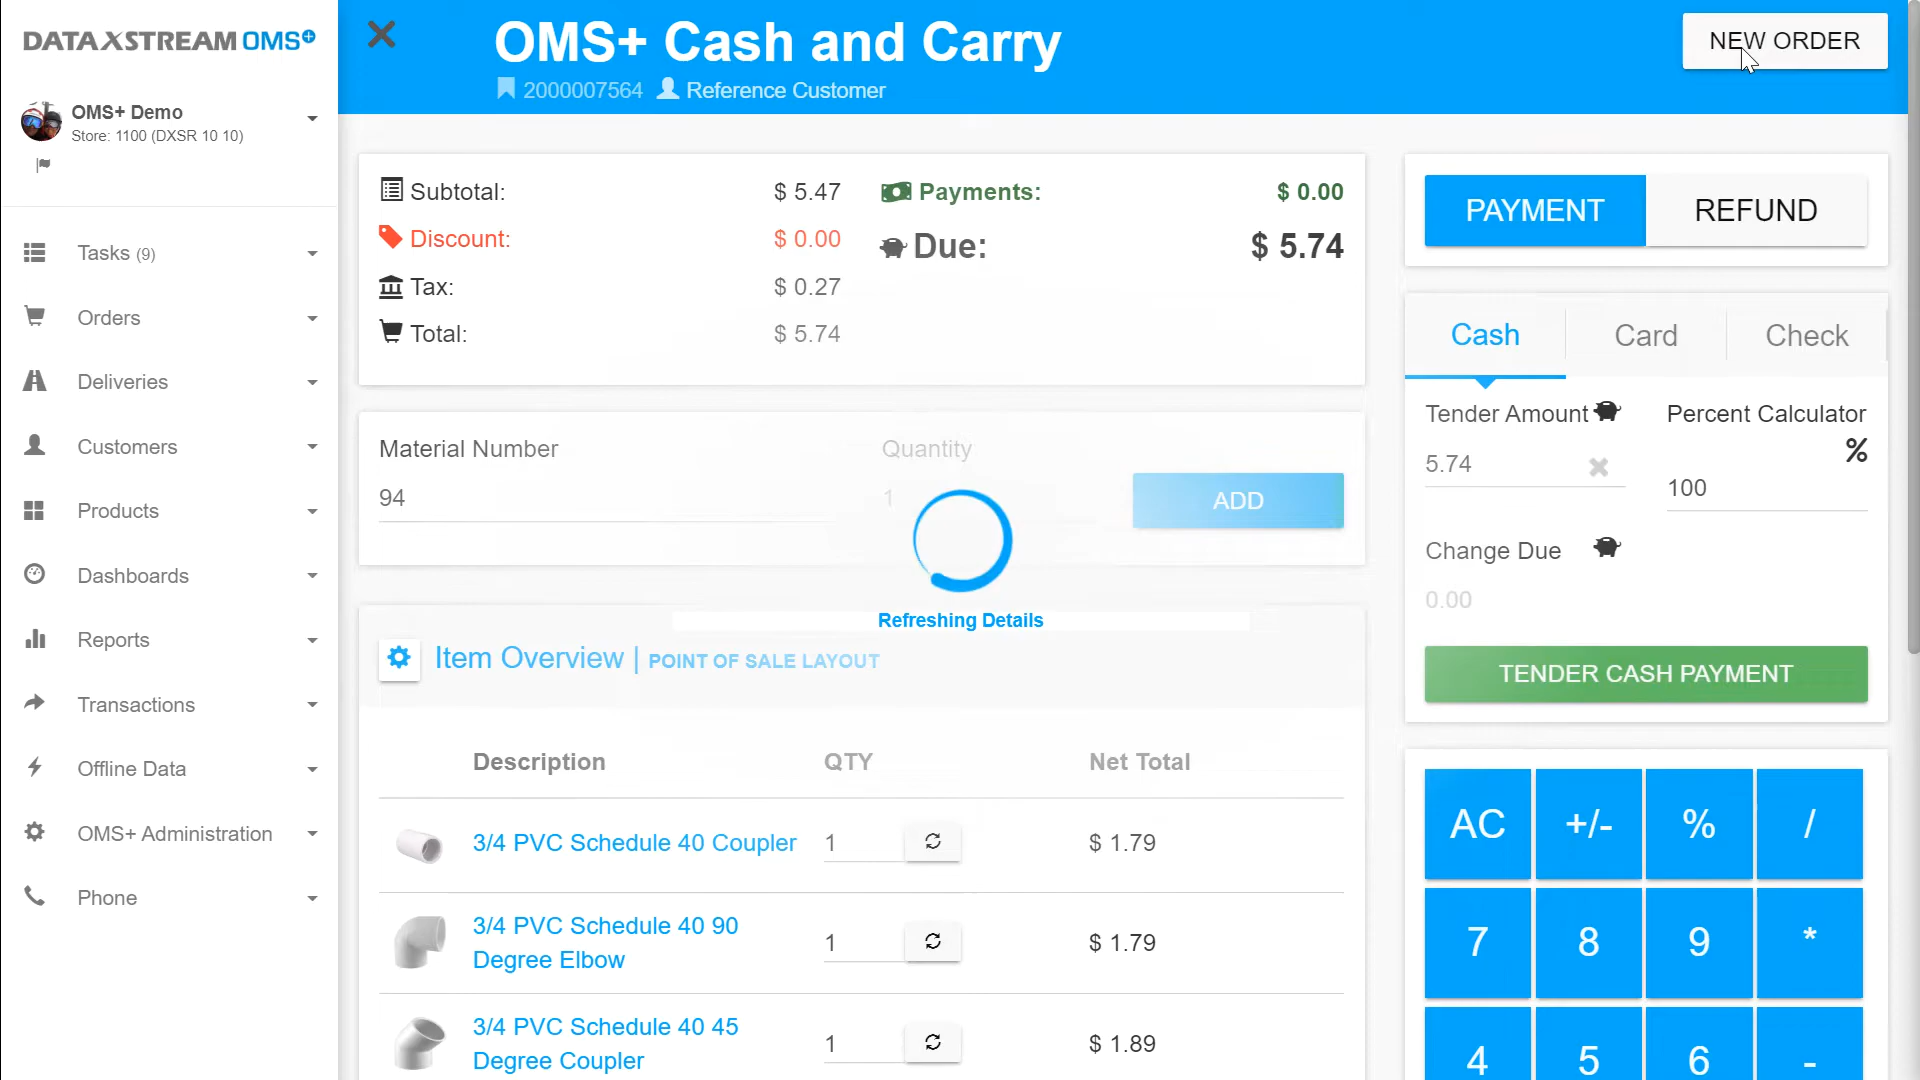 DATAXSTREAM OMS+
OMS+ Demo
Store: 1100 (DXSR 10 10)
Tasks (9)
Orders
Deliveries
Customers
Products
Dashboards
Reports
Transactions
Offline Data
OMS+ Administration
Phone
OMS+ Cash and Carry
2000007564 Reference Customer
NEW ORDER
Subtotal: $ 5.47
Discount: $ 0.00
Tax: $ 0.27
Total: $ 5.74
Payments: $ 0.00
Due: $ 5.74
Material Number
94
Quantity
1
ADD
Refreshing Details
Item Overview | POINT OF SALE LAYOUT
Description QTY Net Total
3/4 PVC Schedule 40 Coupler 1 $ 1.79
3/4 PVC Schedule 40 90
Degree Elbow
1 $ 1.79
3/4 PVC Schedule 40 45
Degree Coupler
1 $ 1.89
PAYMENT REFUND
Cash Card Check
Tender Amount
5.74
Percent Calculator
%
100
Change Due
0.00
TENDER CASH PAYMENT
AC +/- % /
7 8 9 *
4 5 6 -